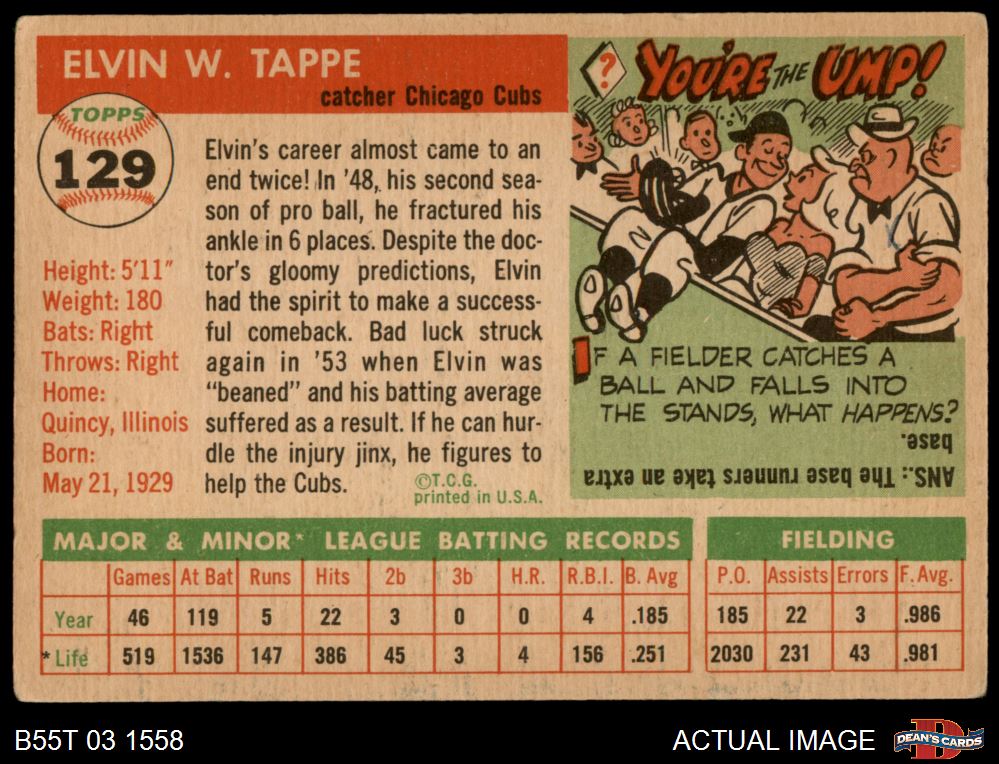 ELVIN W. TAPPE
catcher Chicago Cubs
TOPPS
129
Height: 5'11"
Weight: 180
Bats: Right
Throws: Right
Home:
Quincy, Illinois
Born:
May 21, 1929
Elvin's career almost came to an
end twice! In '48, his second sea-
son of pro ball, he fractured his
ankle in 6 places. Despite the doc-
tor's gloomy predictions, Elvin
had the spirit to make a success-
ful comeback. Bad luck struck
again in '53 when Elvin was
"beaned" and his batting average
suffered as a result. If he can hur-
dle the injury jinx, he figures to
help the Cubs.
©T.C.G.
printed in U.S.A.
?
YOU'RE THE UMP!
IF A FIELDER CATCHES A
BALL AND FALLS INTO
THE STANDS, WHAT HAPPENS?
ANS.: The base runners take an extra
base.
MAJOR & MINOR* LEAGUE BATTING RECORDS
Games At Bat Runs Hits 2b 3b H.R. R.B.I. B. Avg
Year 46 119 5 22 3 0 0 4 .185
* Life 519 1536 147 386 45 3 4 156 .251
FIELDING
P.O. Assists Errors F. Avg.
185 22 3 .986
2030 231 43 .981
B55T 03 1558
ACTUAL IMAGE
DEAN'S CARDS